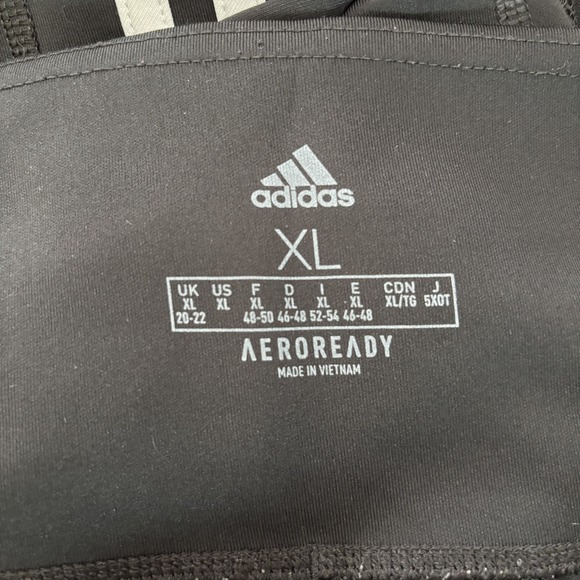 adidas
XL
UK US F D I E CDN J
XL XL XL XL XL XL XL/TG 5XOT
20-22 48-50 46-48 52-54 46-48
AEROREADY
MADE IN VIETNAM